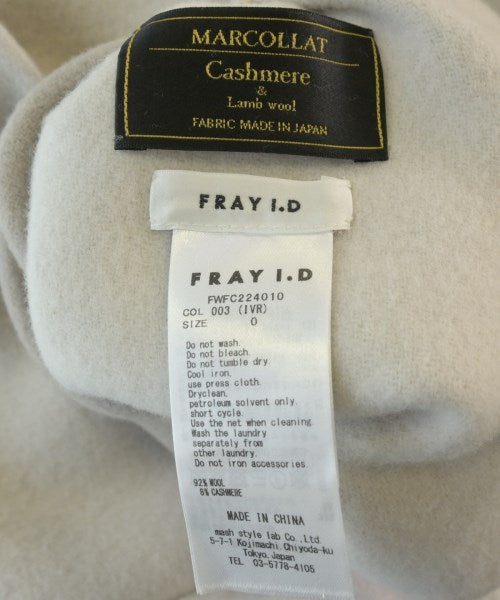 MARCOLLAT
Cashmere
&
Lamb wool
FABRIC MADE IN JAPAN
FRAY I.D
FRAY I.D
FWFC224010
COL 003 (IVR)
SIZE 0
Do not wash.
Do not bleach.
Do not tumble dry.
Cool iron,
use press cloth.
Dryclean,
petroleum solvent only.
short cycle.
Use the net when cleaning.
Wash the laundry
separately from
other laundry.
Do not iron accessories.
92% WOOL
8% CASHMERE
MADE IN CHINA
mash style lab Co.,Ltd.
5-7-1 Kojimachi.Chiyoda-ku
Tokyo.Japan
TEL 03-5778-4105